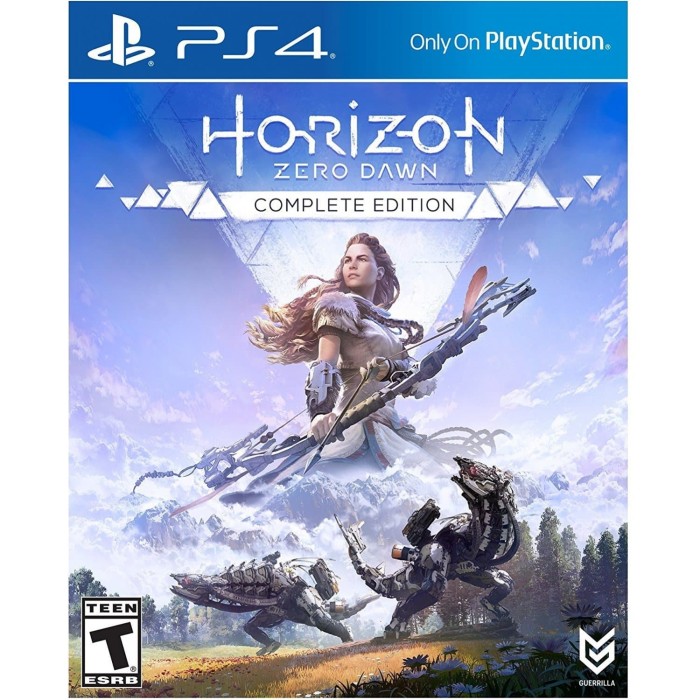 PS4
Only On PlayStation
HORIZON
ZERO DAWN
COMPLETE EDITION
TEEN
T
ESRB
GUERRILLA